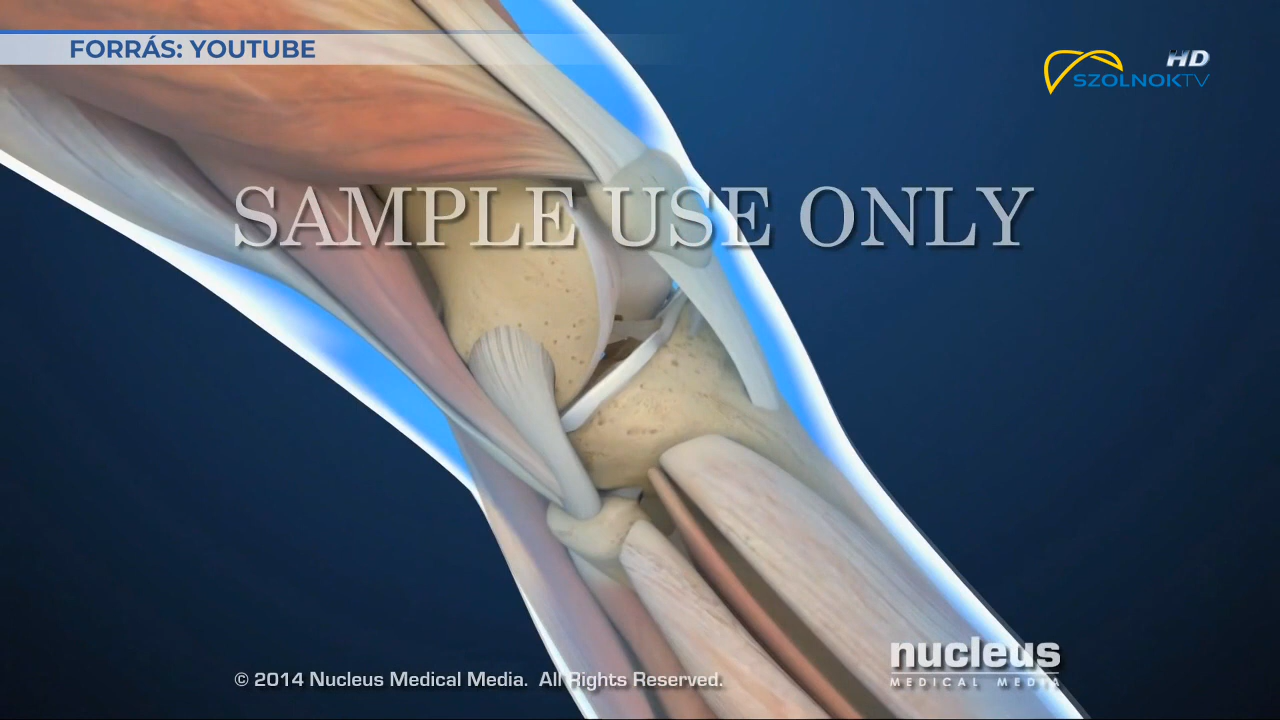 FORRÁS: YOUTUBE
HD
SZOLNOKTV
SAMPLE USE ONLY
nucleus
MEDICAL MEDIA
© 2014 Nucleus Medical Media. All Rights Reserved.